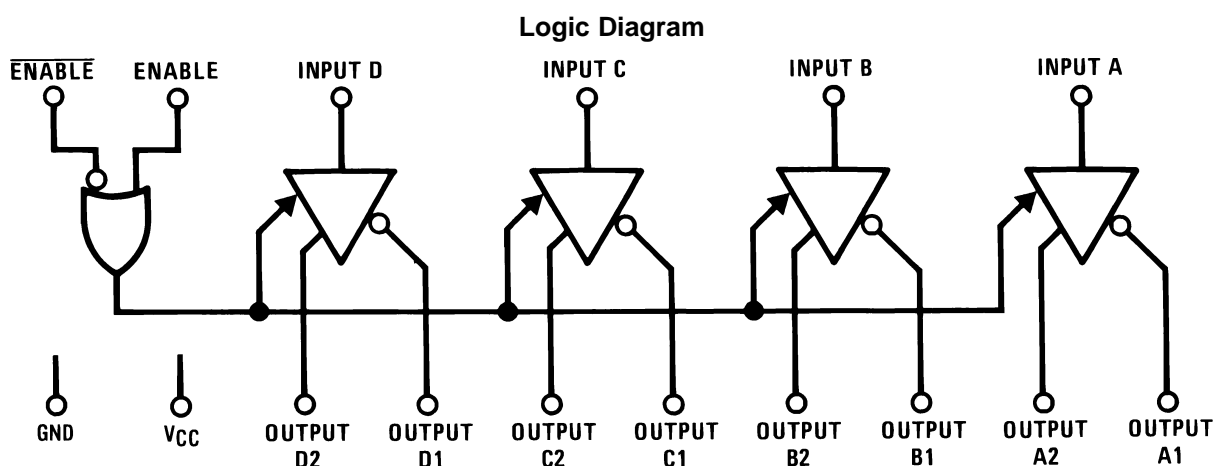 Logic Diagram
ENABLE ENABLE INPUT D INPUT C INPUT B INPUT A
GND VCC OUTPUT OUTPUT OUTPUT OUTPUT OUTPUT OUTPUT OUTPUT OUTPUT
D2 D1 C2 C1 B2 B1 A2 A1